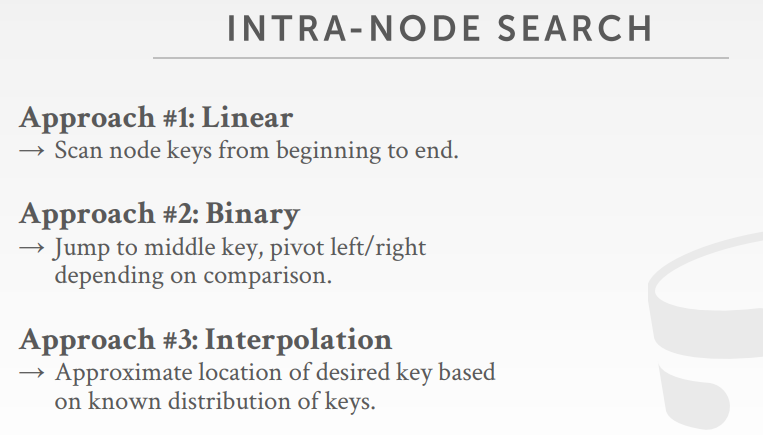 INTRA-NODE SEARCH
Approach #1: Linear
→ Scan node keys from beginning to end.
Approach #2: Binary
→ Jump to middle key, pivot left/right
depending on comparison.
Approach #3: Interpolation
→ Approximate location of desired key based
on known distribution of keys.